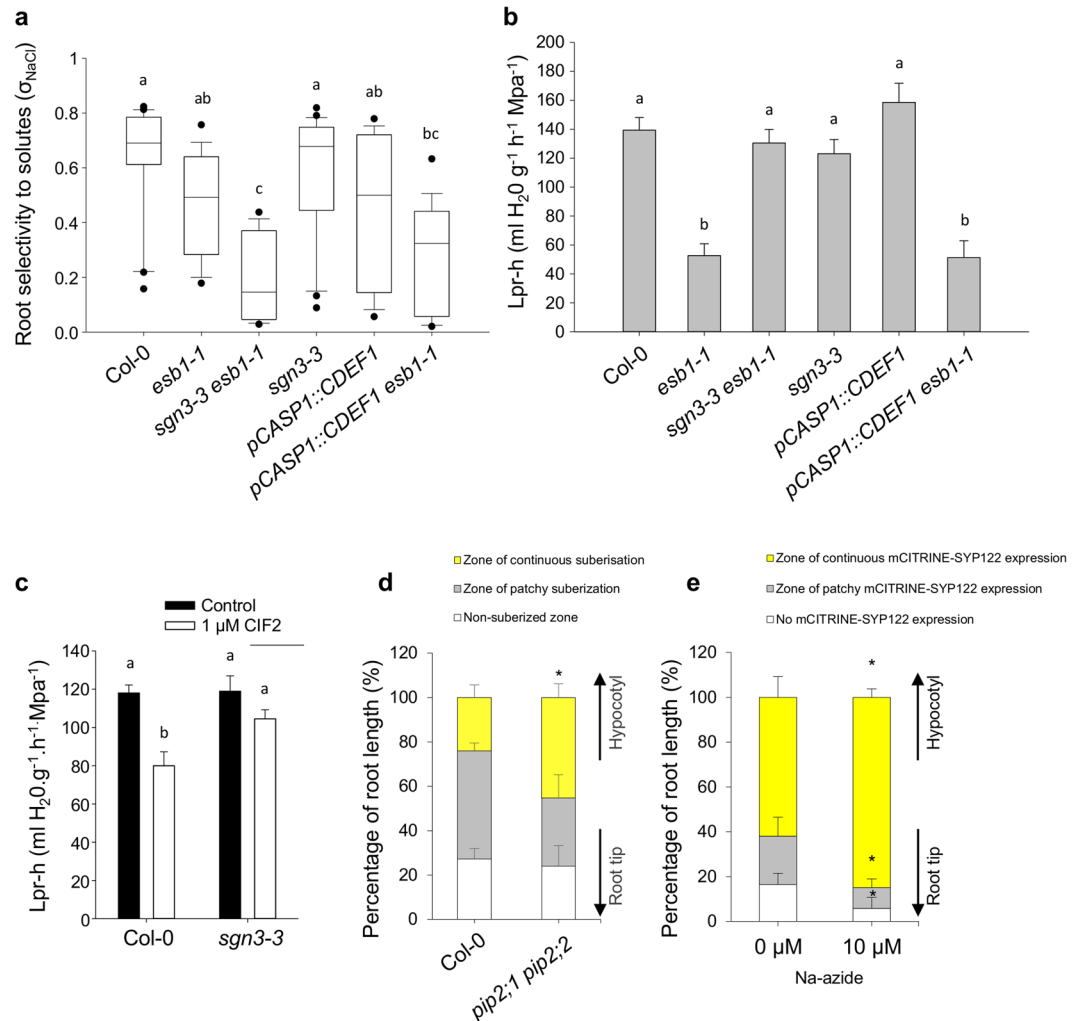 a
Root selectivity to solutes (σNaCl)
1
0.8
0.6
0.4
0.2
0.0
a
ab
c
a
ab
bc
Col-0
esb1-1
sgn3-3 esb1-1
sgn3-3
pCASP1::CDEF1
pCASP1::CDEF1 esb1-1
b
Lpr-h (ml H20 g-1 h-1 Mpa-1)
200
180
160
140
120
100
80
60
40
20
0
a
b
a
a
a
b
Col-0
esb1-1
sgn3-3 esb1-1
sgn3-3
pCASP1::CDEF1
pCASP1::CDEF1 esb1-1
c
Control
1 µM CIF2
Lpr-h (ml H20.g-1.h-1.Mpa-1)
140
120
100
80
60
40
20
0
a
b
a
a
Col-0
sgn3-3
d
Zone of continuous suberisation
Zone of patchy suberization
Non-suberized zone
Percentage of root length (%)
120
100
80
60
40
20
0
*
Hypocotyl
Root tip
Col-0
pip2;1 pip2;2
e
Zone of continuous mCITRINE-SYP122 expression
Zone of patchy mCITRINE-SYP122 expression
No mCITRINE-SYP122 expression
Percentage of root length (%)
120
100
80
60
40
20
0
*
*
*
Hypocotyl
Root tip
0 µM
10 µM
Na-azide